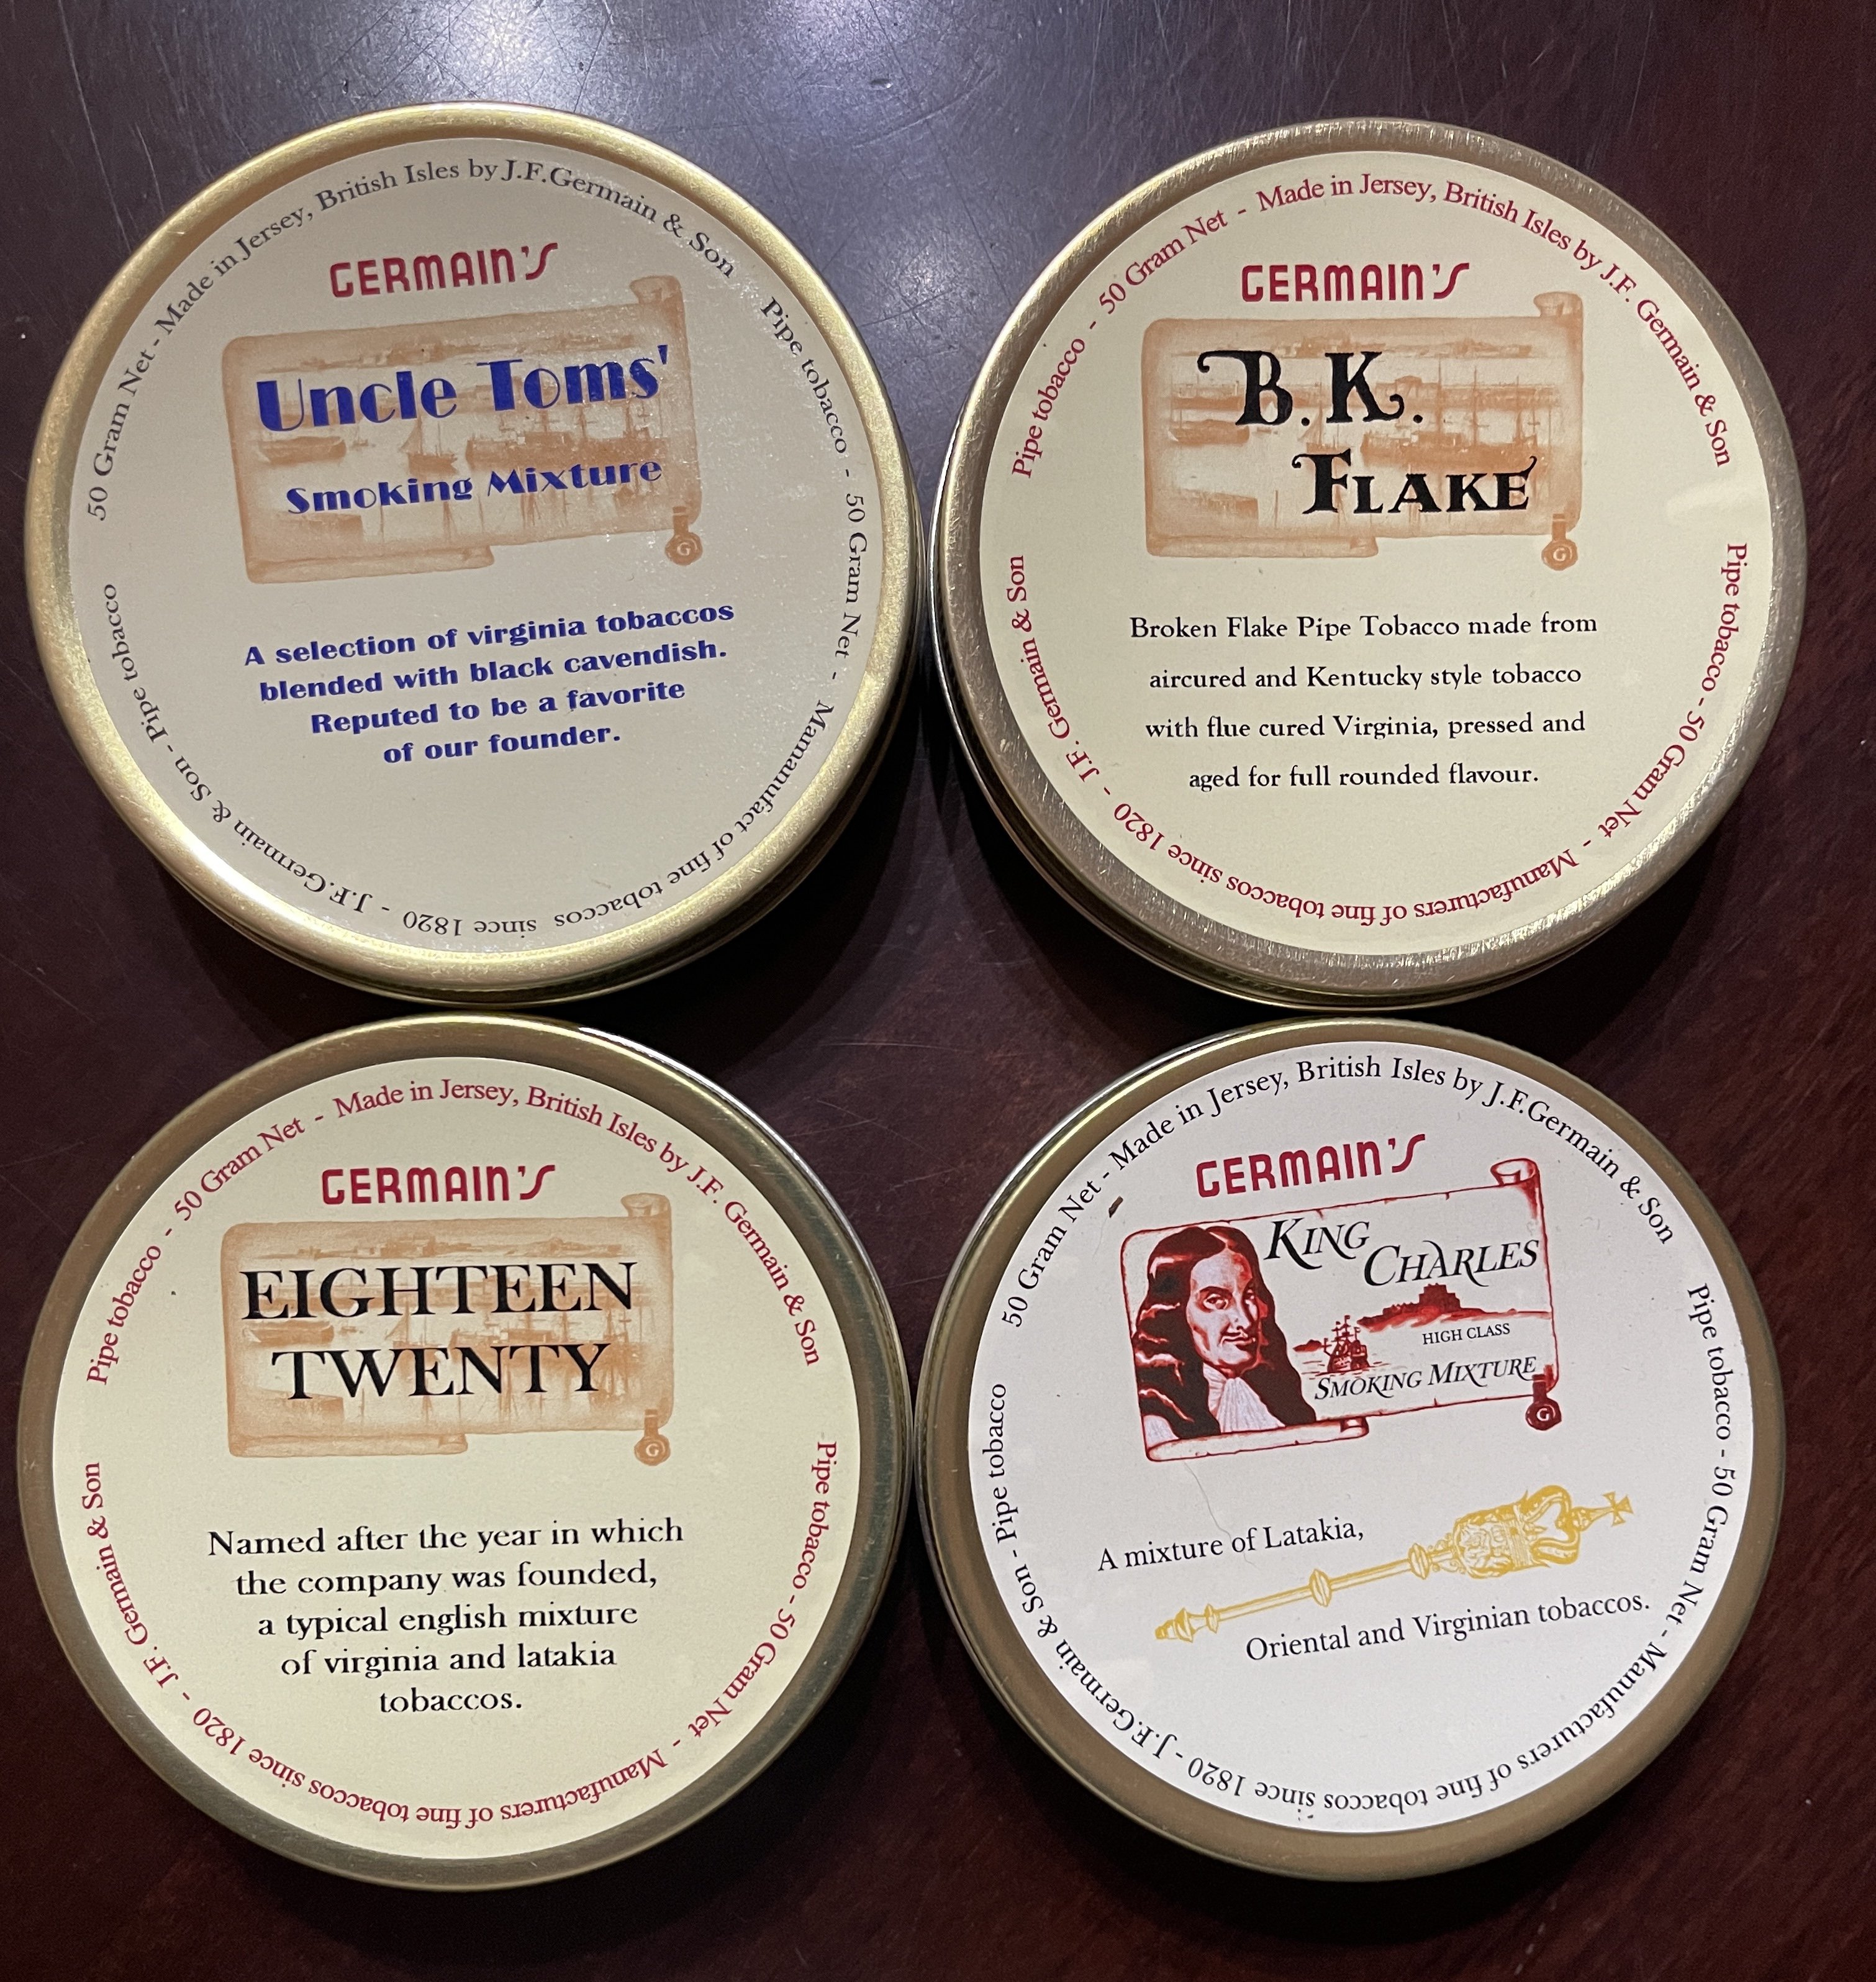 50 Gram Net - Made in Jersey, British Isles by J.F.Germain & Son
Pipe tobacco - 50 Gram Net - Mamanufact of fine tobaccos since 1820 - J.F.Germain & Son - Pipe tobacco
GERMAIN'S
Uncle Toms'
Smoking Mixture
G
A selection of virginia tobaccos
blended with black cavendish.
Reputed to be a favorite
of our founder.
Pipe tobacco - 50 Gram Net - Made in Jersey, British Isles by J.F. Germain & Son
Pipe tobacco - 50 Gram Net - Manufacturers of fine tobaccos since 1820 - J.F. Germain & Son
GERMAIN'S
B.K.
FLAKE
G
Broken Flake Pipe Tobacco made from
aircured and Kentucky style tobacco
with flue cured Virginia, pressed and
aged for full rounded flavour.
Pipe tobacco - 50 Gram Net - Made in Jersey, British Isles by J.F. Germain & Son
Pipe tobacco - 50 Gram Net - Manufacturers of fine tobaccos since 1820 - J.F. Germain & Son
GERMAIN'S
EIGHTEEN
TWENTY
G
Named after the year in which
the company was founded,
a typical english mixture
of virginia and latakia
tobaccos.
50 Gram Net - Made in Jersey, British Isles by J.F.Germain & Son
Pipe tobacco - 50 Gram Net - Manufacturers of fine tobaccos since 1820 - J.F.Germain & Son - Pipe tobacco
GERMAIN'S
KING
CHARLES
HIGH CLASS
SMOKING MIXTURE
G
A mixture of Latakia,
Oriental and Virginian tobaccos.